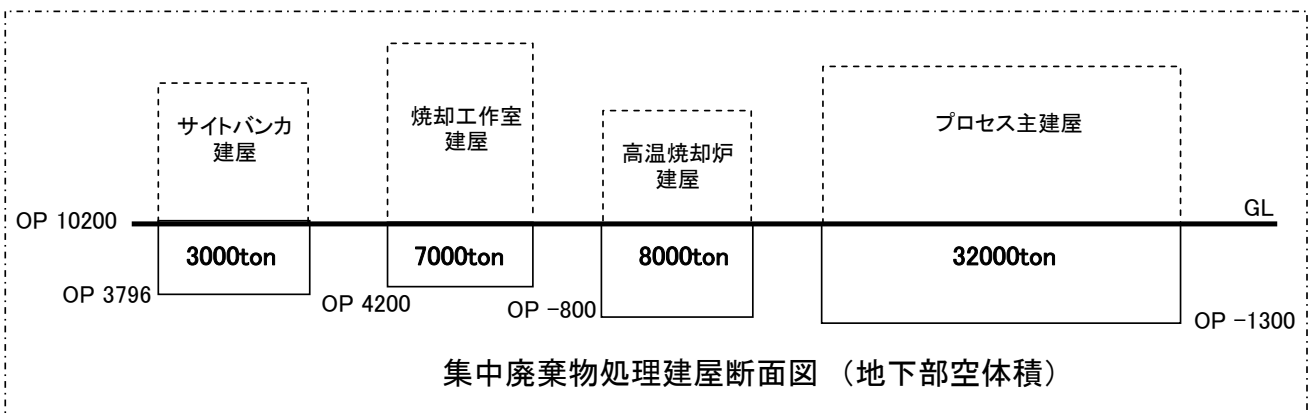 サイトバンカ
建屋
焼却工作室
建屋
高温焼却炉
建屋
プロセス主建屋
OP 10200
GL
3000ton
7000ton
8000ton
32000ton
OP 3796
OP 4200
OP −800
OP −1300
集中廃棄物処理建屋断面図 （地下部空体積）